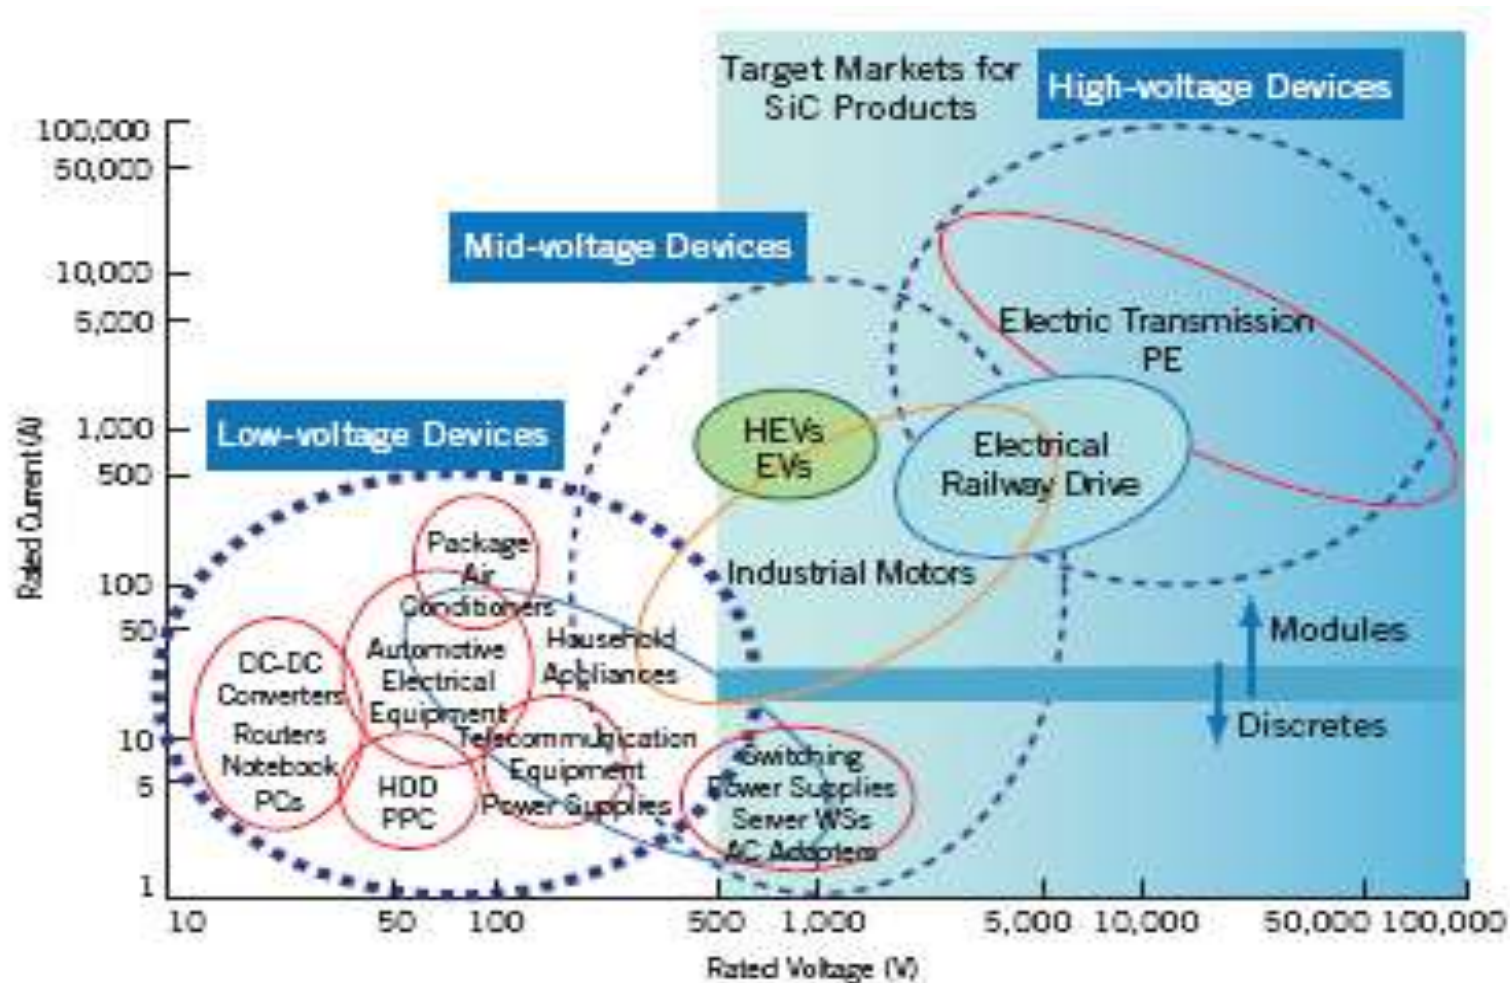 Target Markets for
SiC Products
High-voltage Devices
Mid-voltage Devices
Low-voltage Devices
100,000
50,000
10,000
5,000
1,000
500
100
50
10
5
1
Rated Current (A)
Electric Transmission
PE
HEVs
EVs
Electrical
Railway Drive
Industrial Motors
Package
Air
Conditioners
Household
Appliances
Automotive
Electrical
Equipment
DC-DC
Converters
Routers
Notebook
PCs
HDD
PPC
Telecommunication
Equipment
Power Supplies
Switching
Power Supplies
Server WSs
AC Adapters
Modules
Discretes
10
50
100
500
1,000
5,000
10,000
50,000
100,000
Rated Voltage (V)